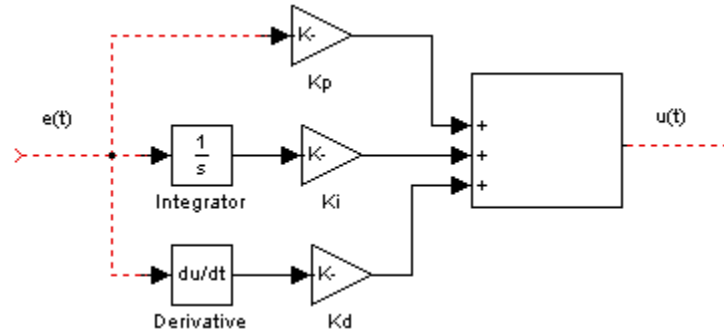 K-
Kp
e(t)
u(t)
+
1
s
K-
+
+
Integrator
Ki
du/dt
K-
Derivative
Kd